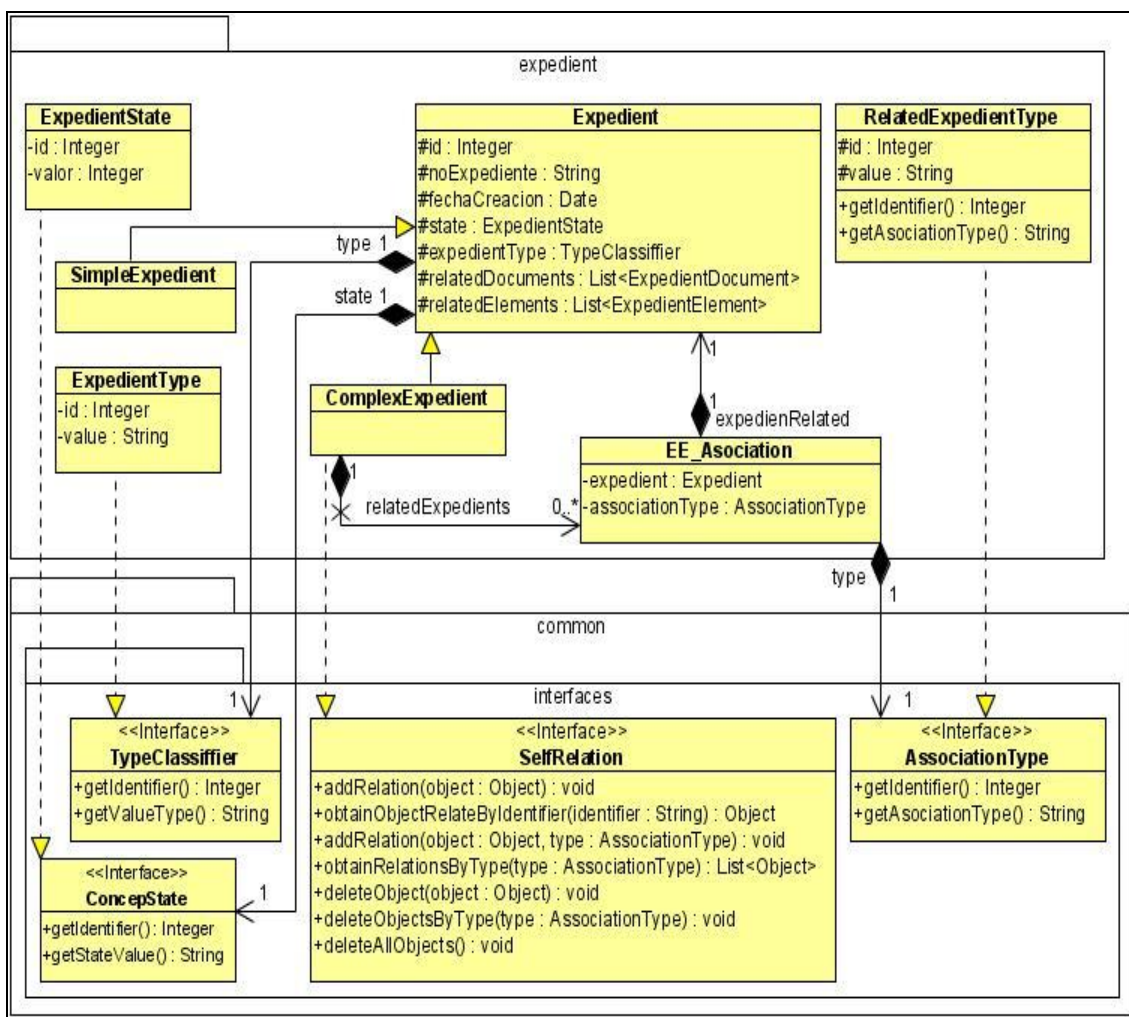 expedient
ExpedientState
-id : Integer
-valor : Integer
Expedient
#id : Integer
#noExpediente : String
#fechaCreacion : Date
#state : ExpedientState
#expedientType : TypeClassiffier
#relatedDocuments : List<ExpedientDocument>
#relatedElements : List<ExpedientElement>
RelatedExpedientType
#id : Integer
#value : String
+getIdentifier() : Integer
+getAsociationType() : String
type 1
SimpleExpedient
state 1
ExpedientType
-id : Integer
-value : String
ComplexExpedient
1
1
expedienRelated
EE_Asociation
-expedient : Expedient
-associationType : AssociationType
1
relatedExpedients
0..*
type
1
common
interfaces
1
1
<<Interface>>
TypeClassiffier
+getIdentifier() : Integer
+getValueType() : String
<<Interface>>
SelfRelation
+addRelation(object : Object) : void
+obtainObjectRelateByIdentifier(identifier : String) : Object
+addRelation(object : Object, type : AssociationType) : void
+obtainRelationsByType(type : AssociationType) : List<Object>
+deleteObject(object : Object) : void
+deleteObjectsByType(type : AssociationType) : void
+deleteAllObjects() : void
<<Interface>>
AssociationType
+getIdentifier() : Integer
+getAsociationType() : String
<<Interface>>
ConcepState
+getIdentifier() : Integer
+getStateValue() : String
1